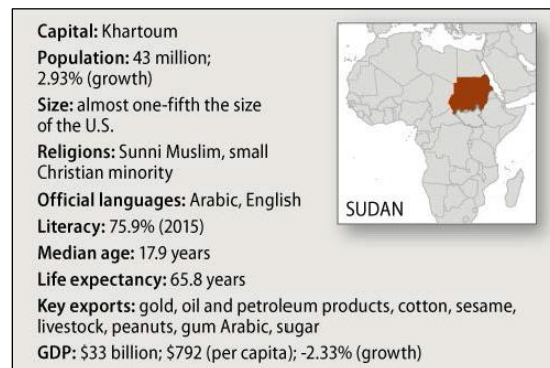 Capital: Khartoum
Population: 43 million;
2.93% (growth)
Size: almost one-fifth the size
of the U.S.
Religions: Sunni Muslim, small
Christian minority
Official languages: Arabic, English
Literacy: 75.9% (2015)
Median age: 17.9 years
Life expectancy: 65.8 years
Key exports: gold, oil and petroleum products, cotton, sesame,
livestock, peanuts, gum Arabic, sugar
GDP: $33 billion; $792 (per capita); -2.33% (growth)
SUDAN